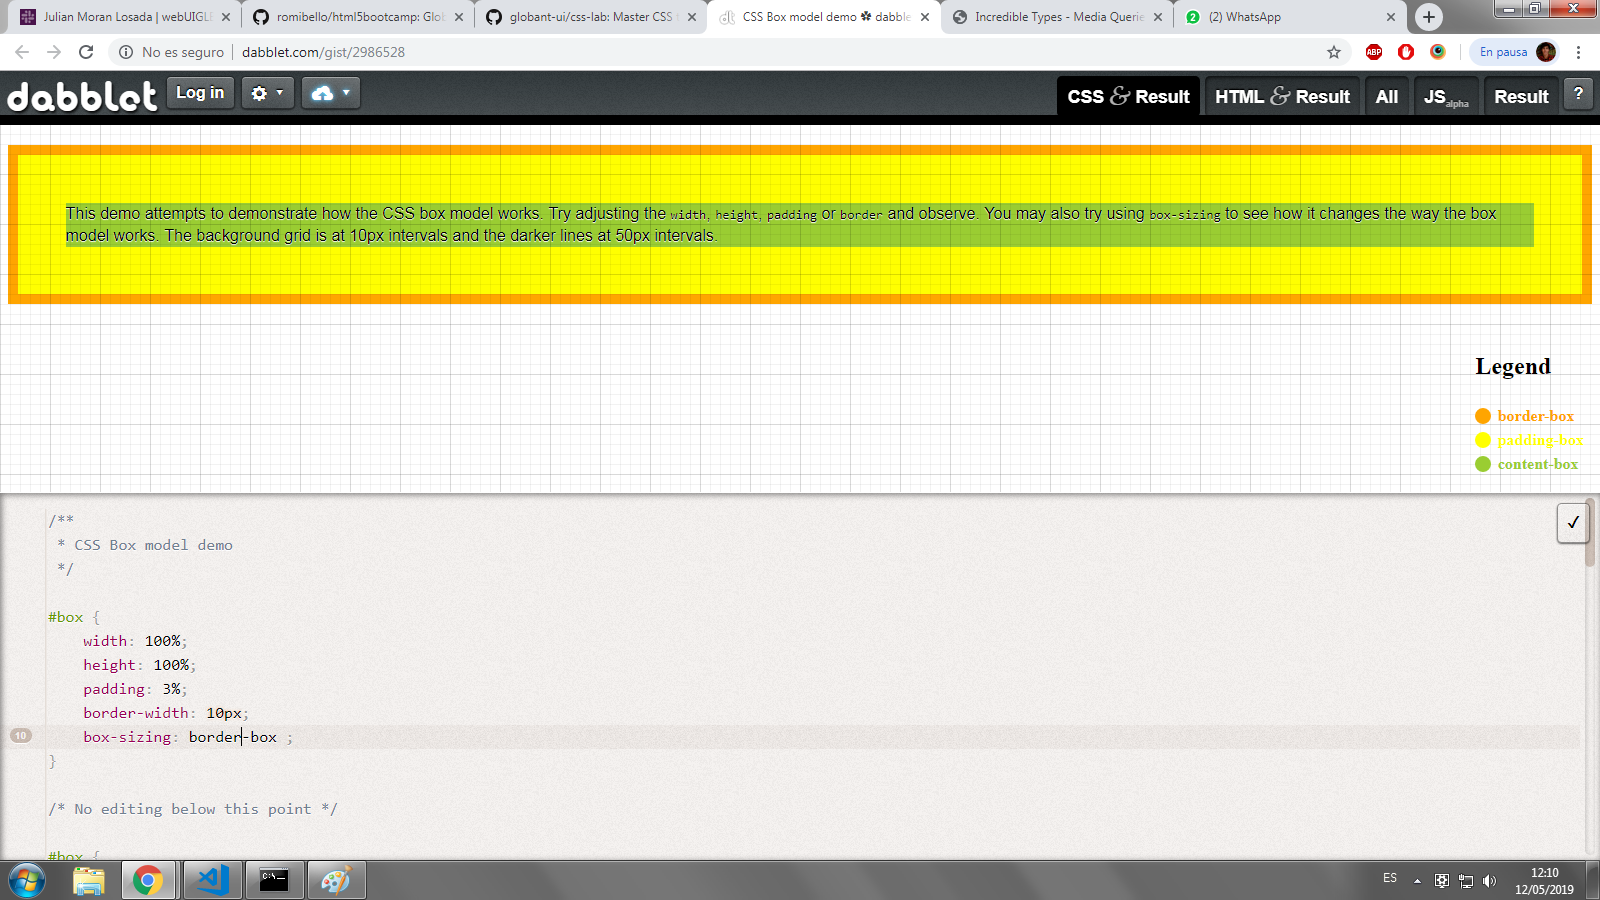 Julian Moran Losada | webUIGLE
romibello/html5bootcamp: Glob
globant-ui/css-lab: Master CSS
CSS Box model demo ✽ dabble
Incredible Types - Media Querie
2 (2) WhatsApp
No es seguro | dabblet.com/gist/2986528
ABP
En pausa
dabblet
Log in
CSS & Result
HTML & Result
All
JS alpha
Result
?
This demo attempts to demonstrate how the CSS box model works. Try adjusting the width, height, padding or border and observe. You may also try using box-sizing to see how it changes the way the box
model works. The background grid is at 10px intervals and the darker lines at 50px intervals.
Legend
border-box
padding-box
content-box
/**
* CSS Box model demo
*/
#box {
width: 100%;
height: 100%;
padding: 3%;
border-width: 10px;
10 box-sizing: border-box ;
}
/* No editing below this point */
#box {
C:\_
ES
12:10
12/05/2019